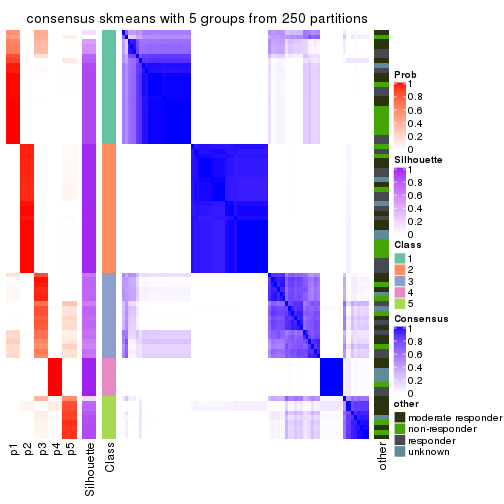 consensus skmeans with 5 groups from 250 partitions
Prob
1
0.8
0.6
0.4
0.2
0
Silhouette
1
0.8
0.6
0.4
0.2
0
Class
1
2
3
4
5
Consensus
1
0.8
0.6
0.4
0.2
0
other
moderate responder
non-responder
responder
unknown
p1
p2
p3
p4
p5
Silhouette
Class
other